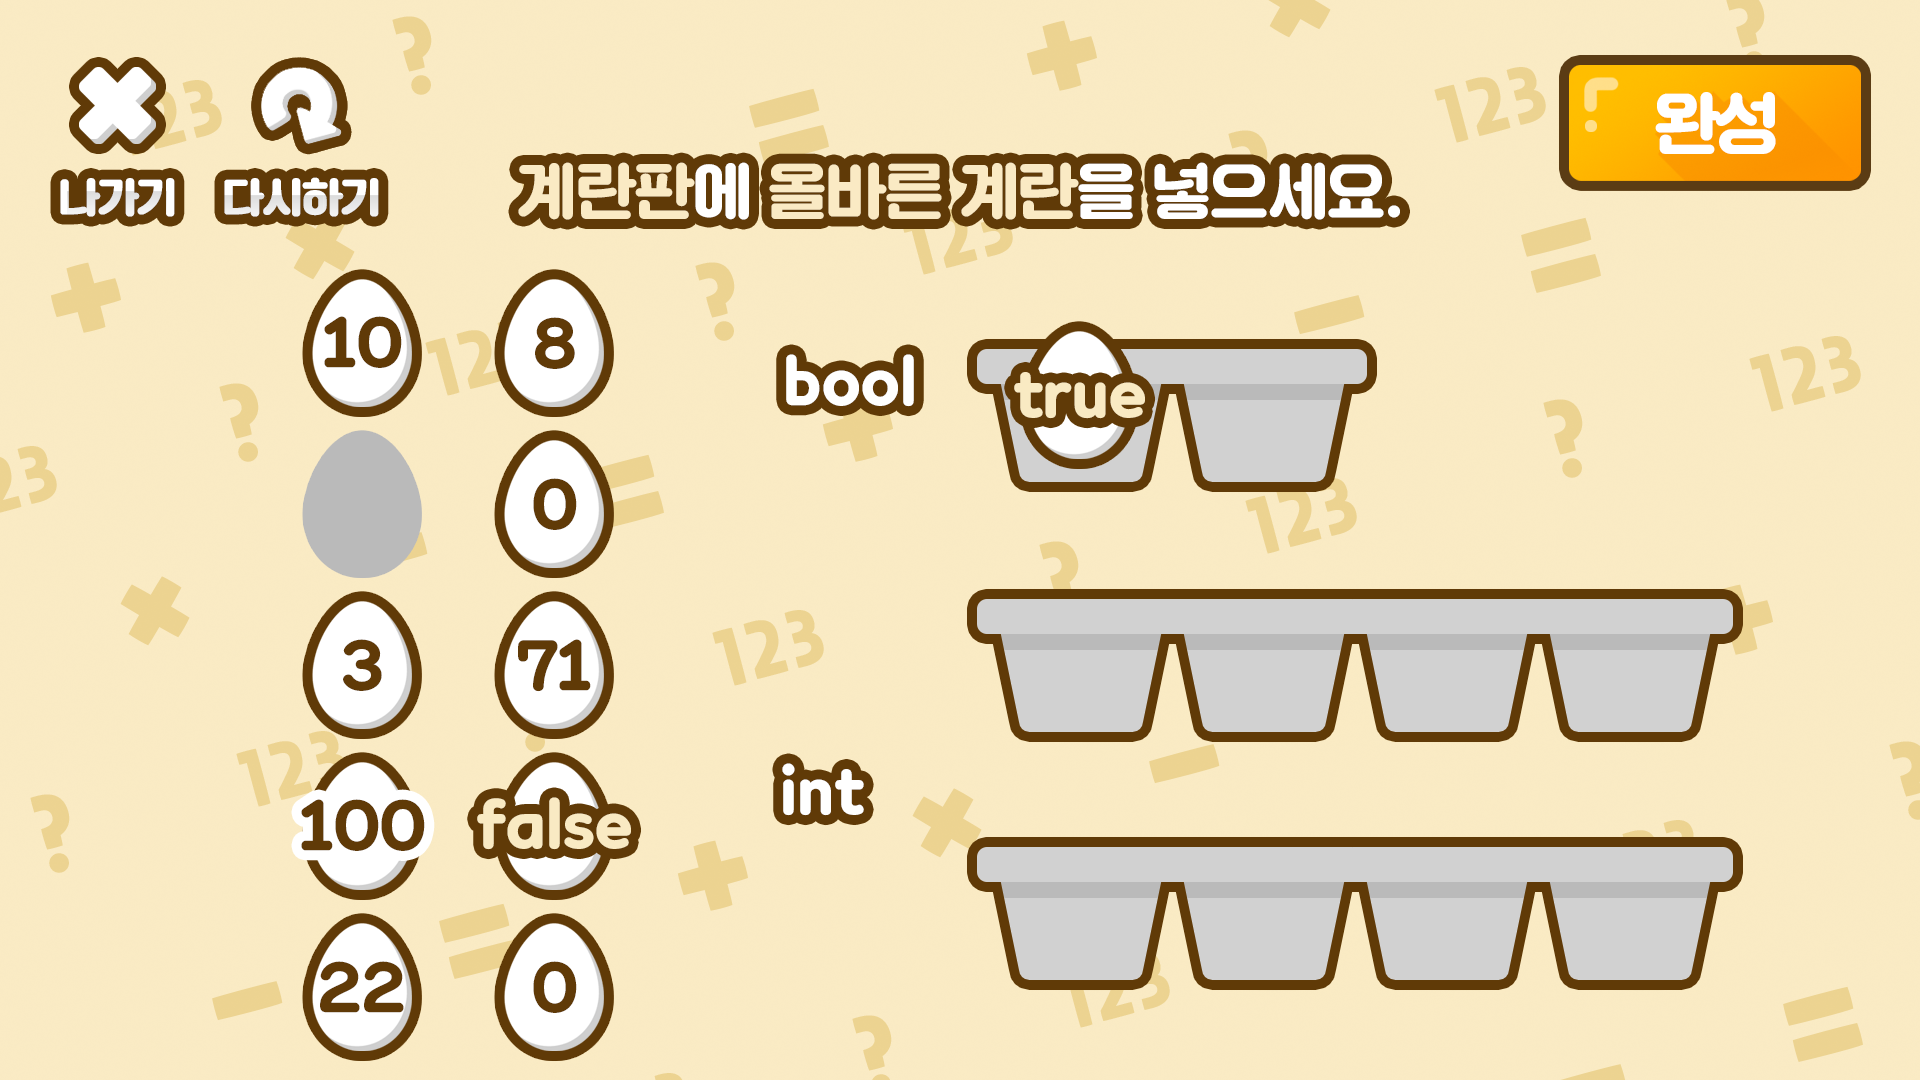 나가기
다시하기
완성
계란판에 올바른 계란을 넣으세요.
10
8
0
3
71
100
false
22
0
bool
true
int